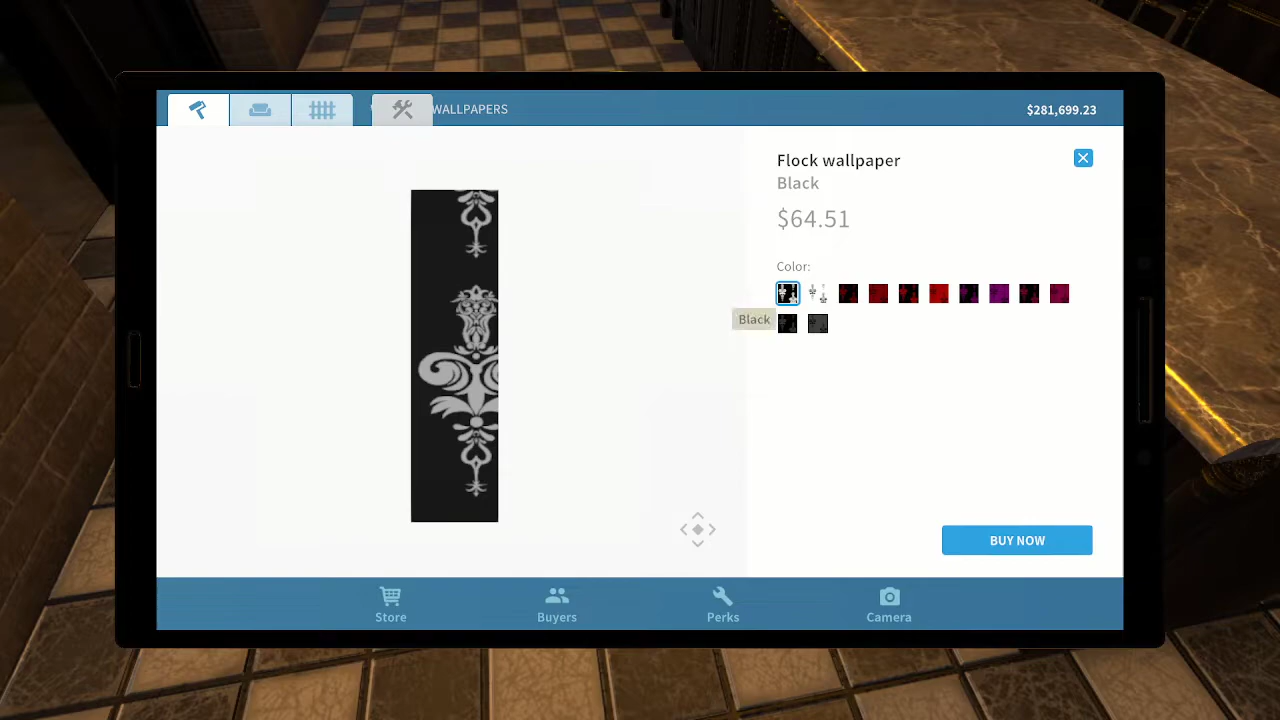 WALLPAPERS
$281,699.23
Flock wallpaper
Black
$64.51
Color:
Black
BUY NOW
Store
Buyers
Perks
Camera